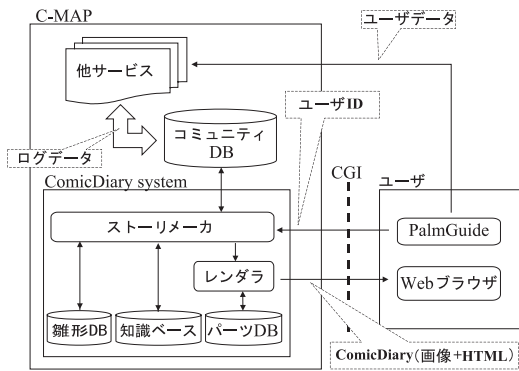 C-MAP
ユーザデータ
他サービス
ユーザID
コミュニティ
DB
ログデータ
ComicDiary system
CGI
ユーザ
ストーリメーカ
PalmGuide
レンダラ
Webブラウザ
雛形DB
知識ベース
パーツDB
ComicDiary(画像+HTML)